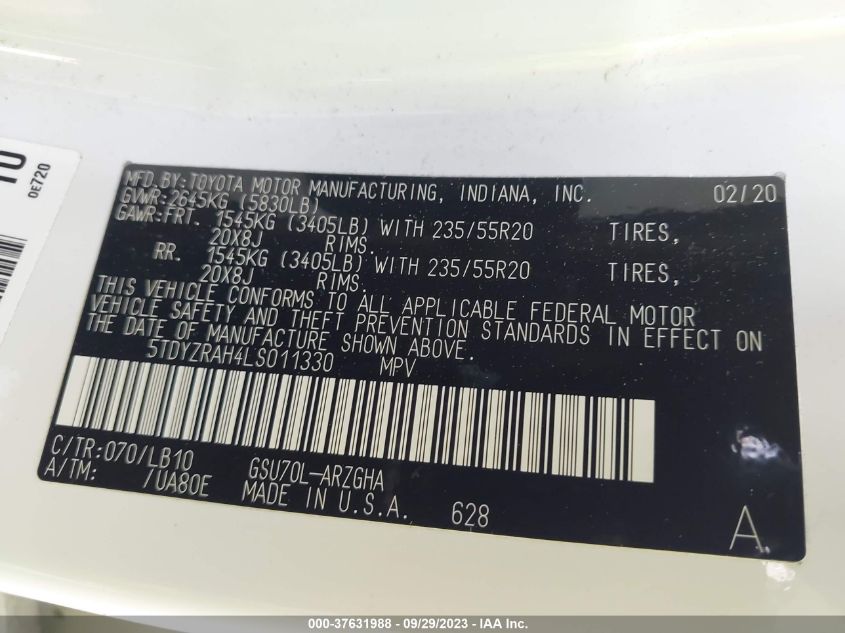 10
0E720
MFD.BY:TOYOTA MOTOR MANUFACTURING, INDIANA, INC. 02/20
GVWR:2645KG (5830LB)
GAWR:FRT. 1545KG (3405LB) WITH 235/55R20 TIRES,
20X8J RIMS.
RR. 1545KG (3405LB) WITH 235/55R20 TIRES,
20X8J RIMS.
THIS VEHICLE CONFORMS TO ALL APPLICABLE FEDERAL MOTOR
VEHICLE SAFETY AND THEFT PREVENTION STANDARDS IN EFFECT ON
THE DATE OF MANUFACTURE SHOWN ABOVE.
5TDYZRAH4LS011330 MPV
C/TR:070/LB10 GSU70L-ARZGHA
A/TM: /UA80E MADE IN U.S.A. 628
A
000-37631988 - 09/29/2023 - IAA Inc.